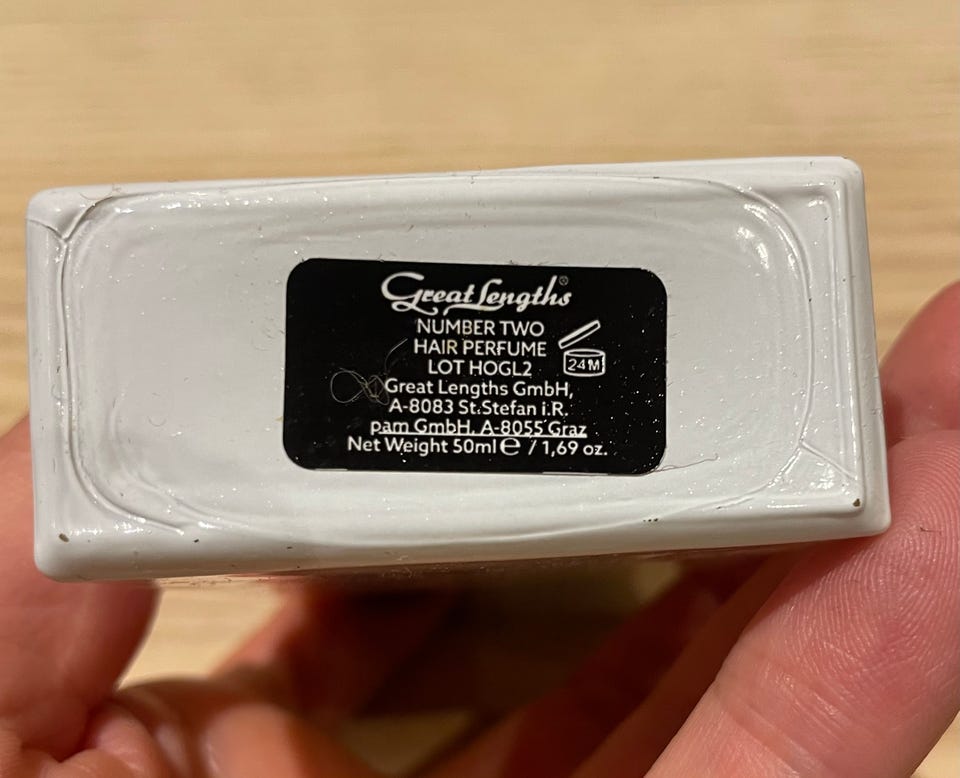 Great Lengths®
NUMBER TWO
HAIR PERFUME
LOT HOGL2
24M
Great Lengths GmbH,
A-8083 St.Stefan i.R.
pam GmbH, A-8055 Graz
Net Weight 50ml ℮ / 1,69 oz.